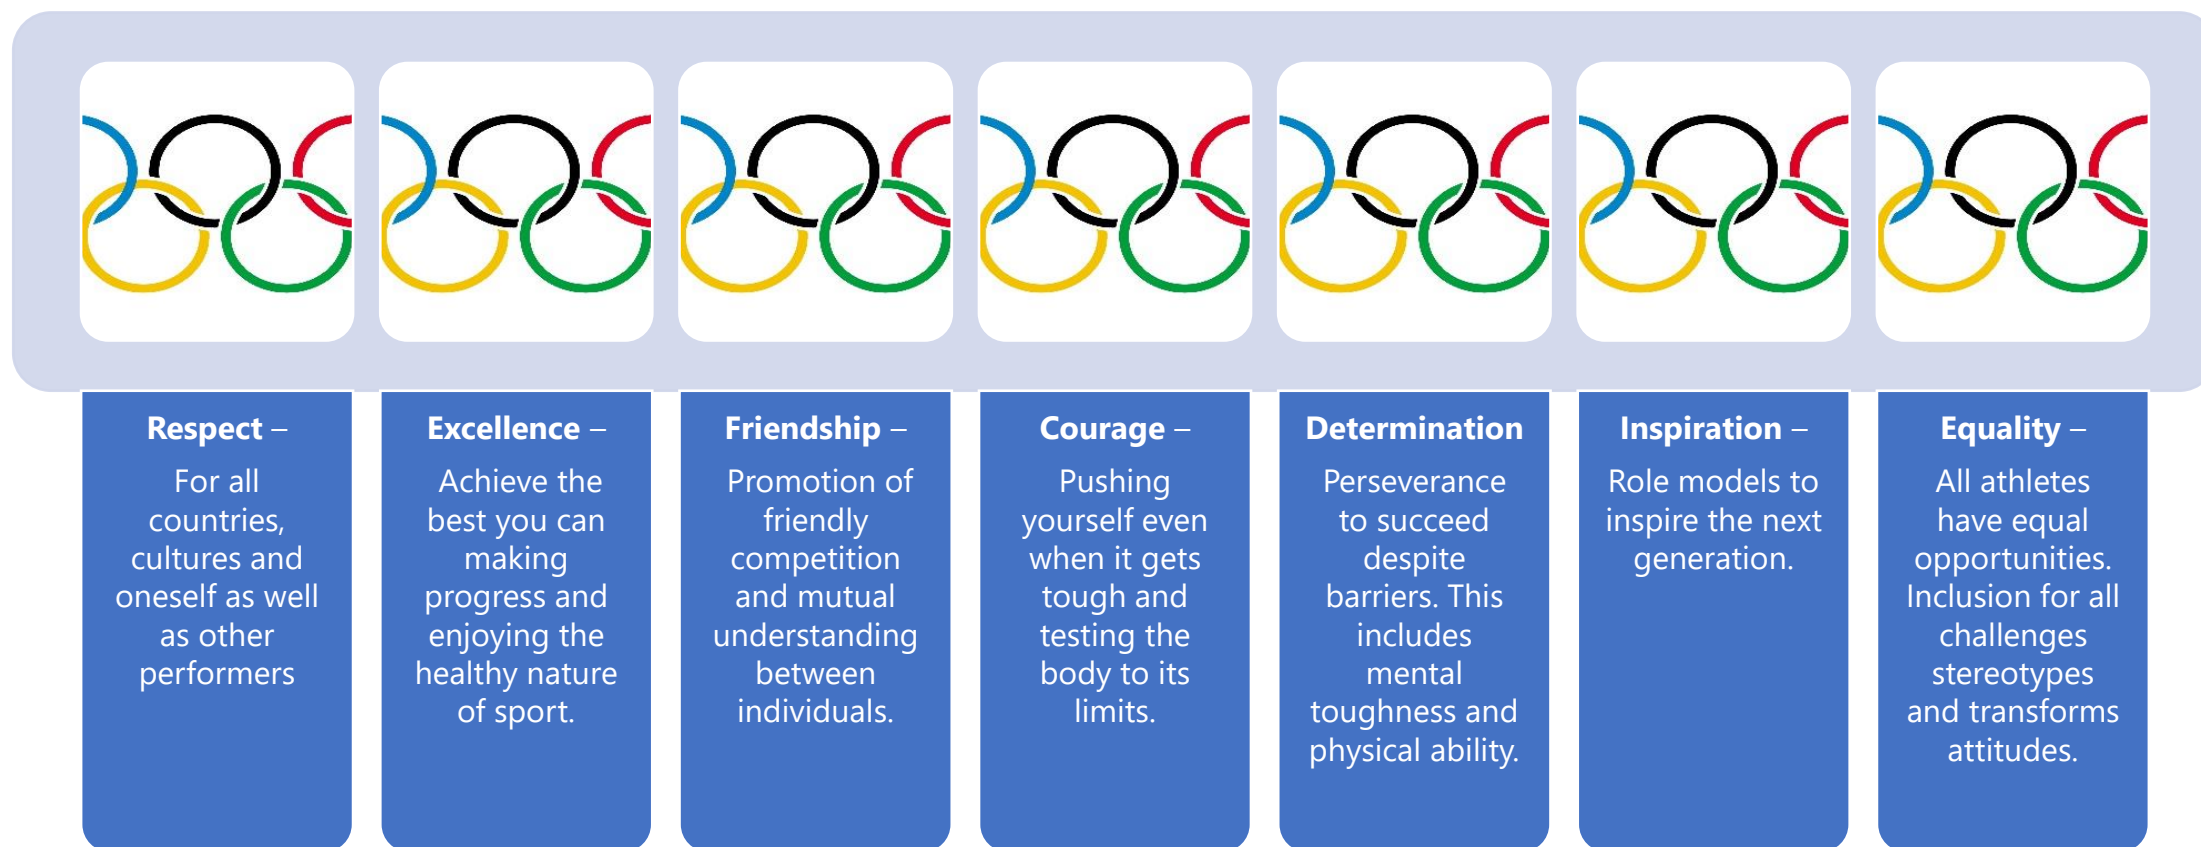 Respect –
For all
countries,
cultures and
oneself as well
as other
performers
Excellence –
Achieve the
best you can
making
progress and
enjoying the
healthy nature
of sport.
Friendship –
Promotion of
friendly
competition
and mutual
understanding
between
individuals.
Courage –
Pushing
yourself even
when it gets
tough and
testing the
body to its
limits.
Determination
Perseverance
to succeed
despite
barriers. This
includes
mental
toughness and
physical ability.
Inspiration –
Role models to
inspire the next
generation.
Equality –
All athletes
have equal
opportunities.
Inclusion for all
challenges
stereotypes
and transforms
attitudes.